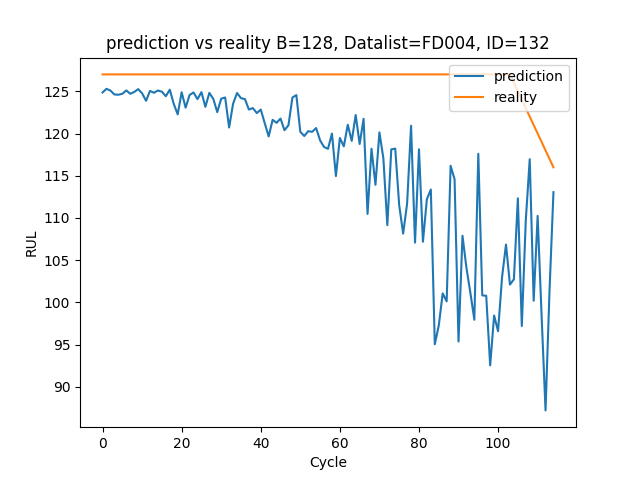 prediction vs reality B=128, Datalist=FD004, ID=132
prediction
reality
RUL
125
120
115
110
105
100
95
90
0 20 40 60 80 100
Cycle